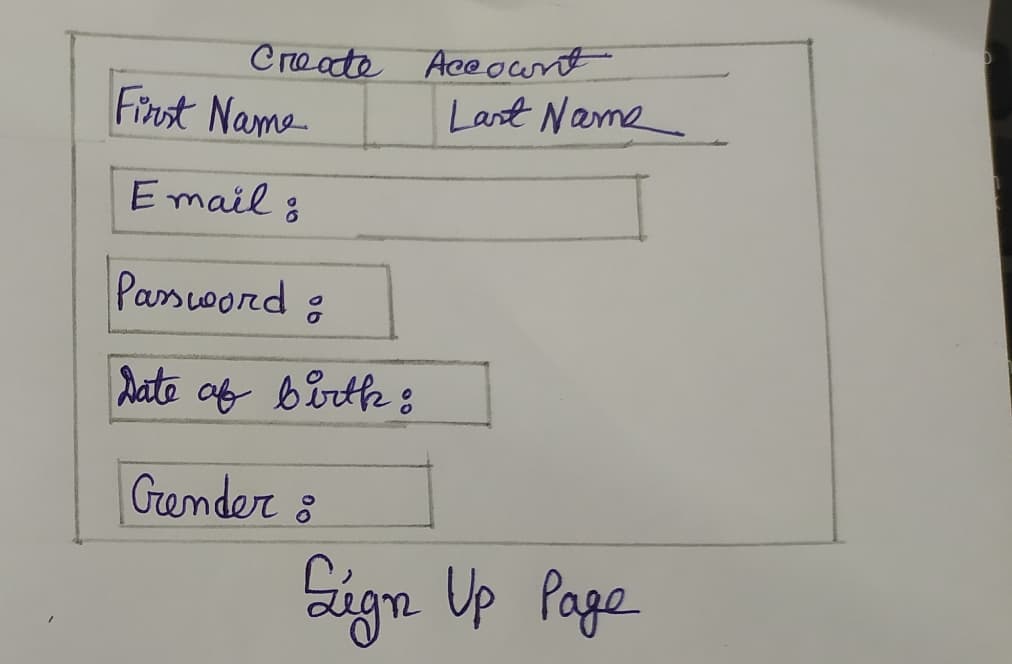 Create Account
First Name Last Name
Email :
Password :
Date of birth :
Gender :
Sign Up Page